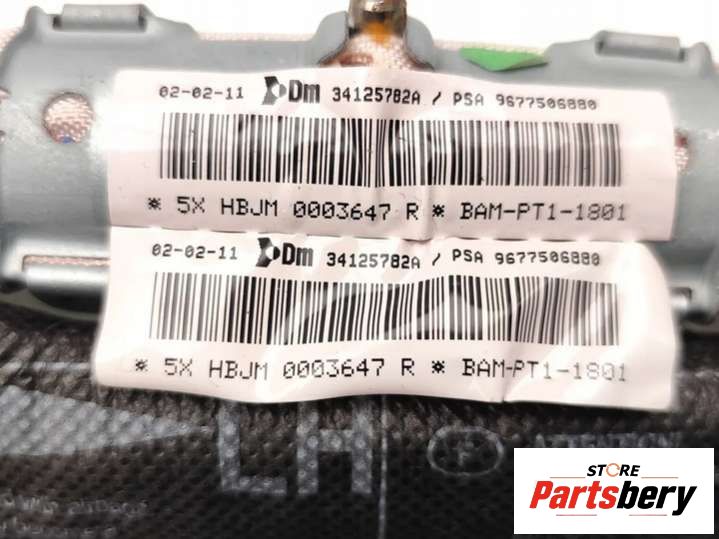 02-02-11 Dm 34125782A / PSA 9677506880
* 5X HBJM 0003647 R * BAM-PT1-1801
02-02-11 Dm 34125782A / PSA 9677506880
* 5X HBJM 0003647 R * BAM-PT1-1801
LH
F
STORE
Partsbery